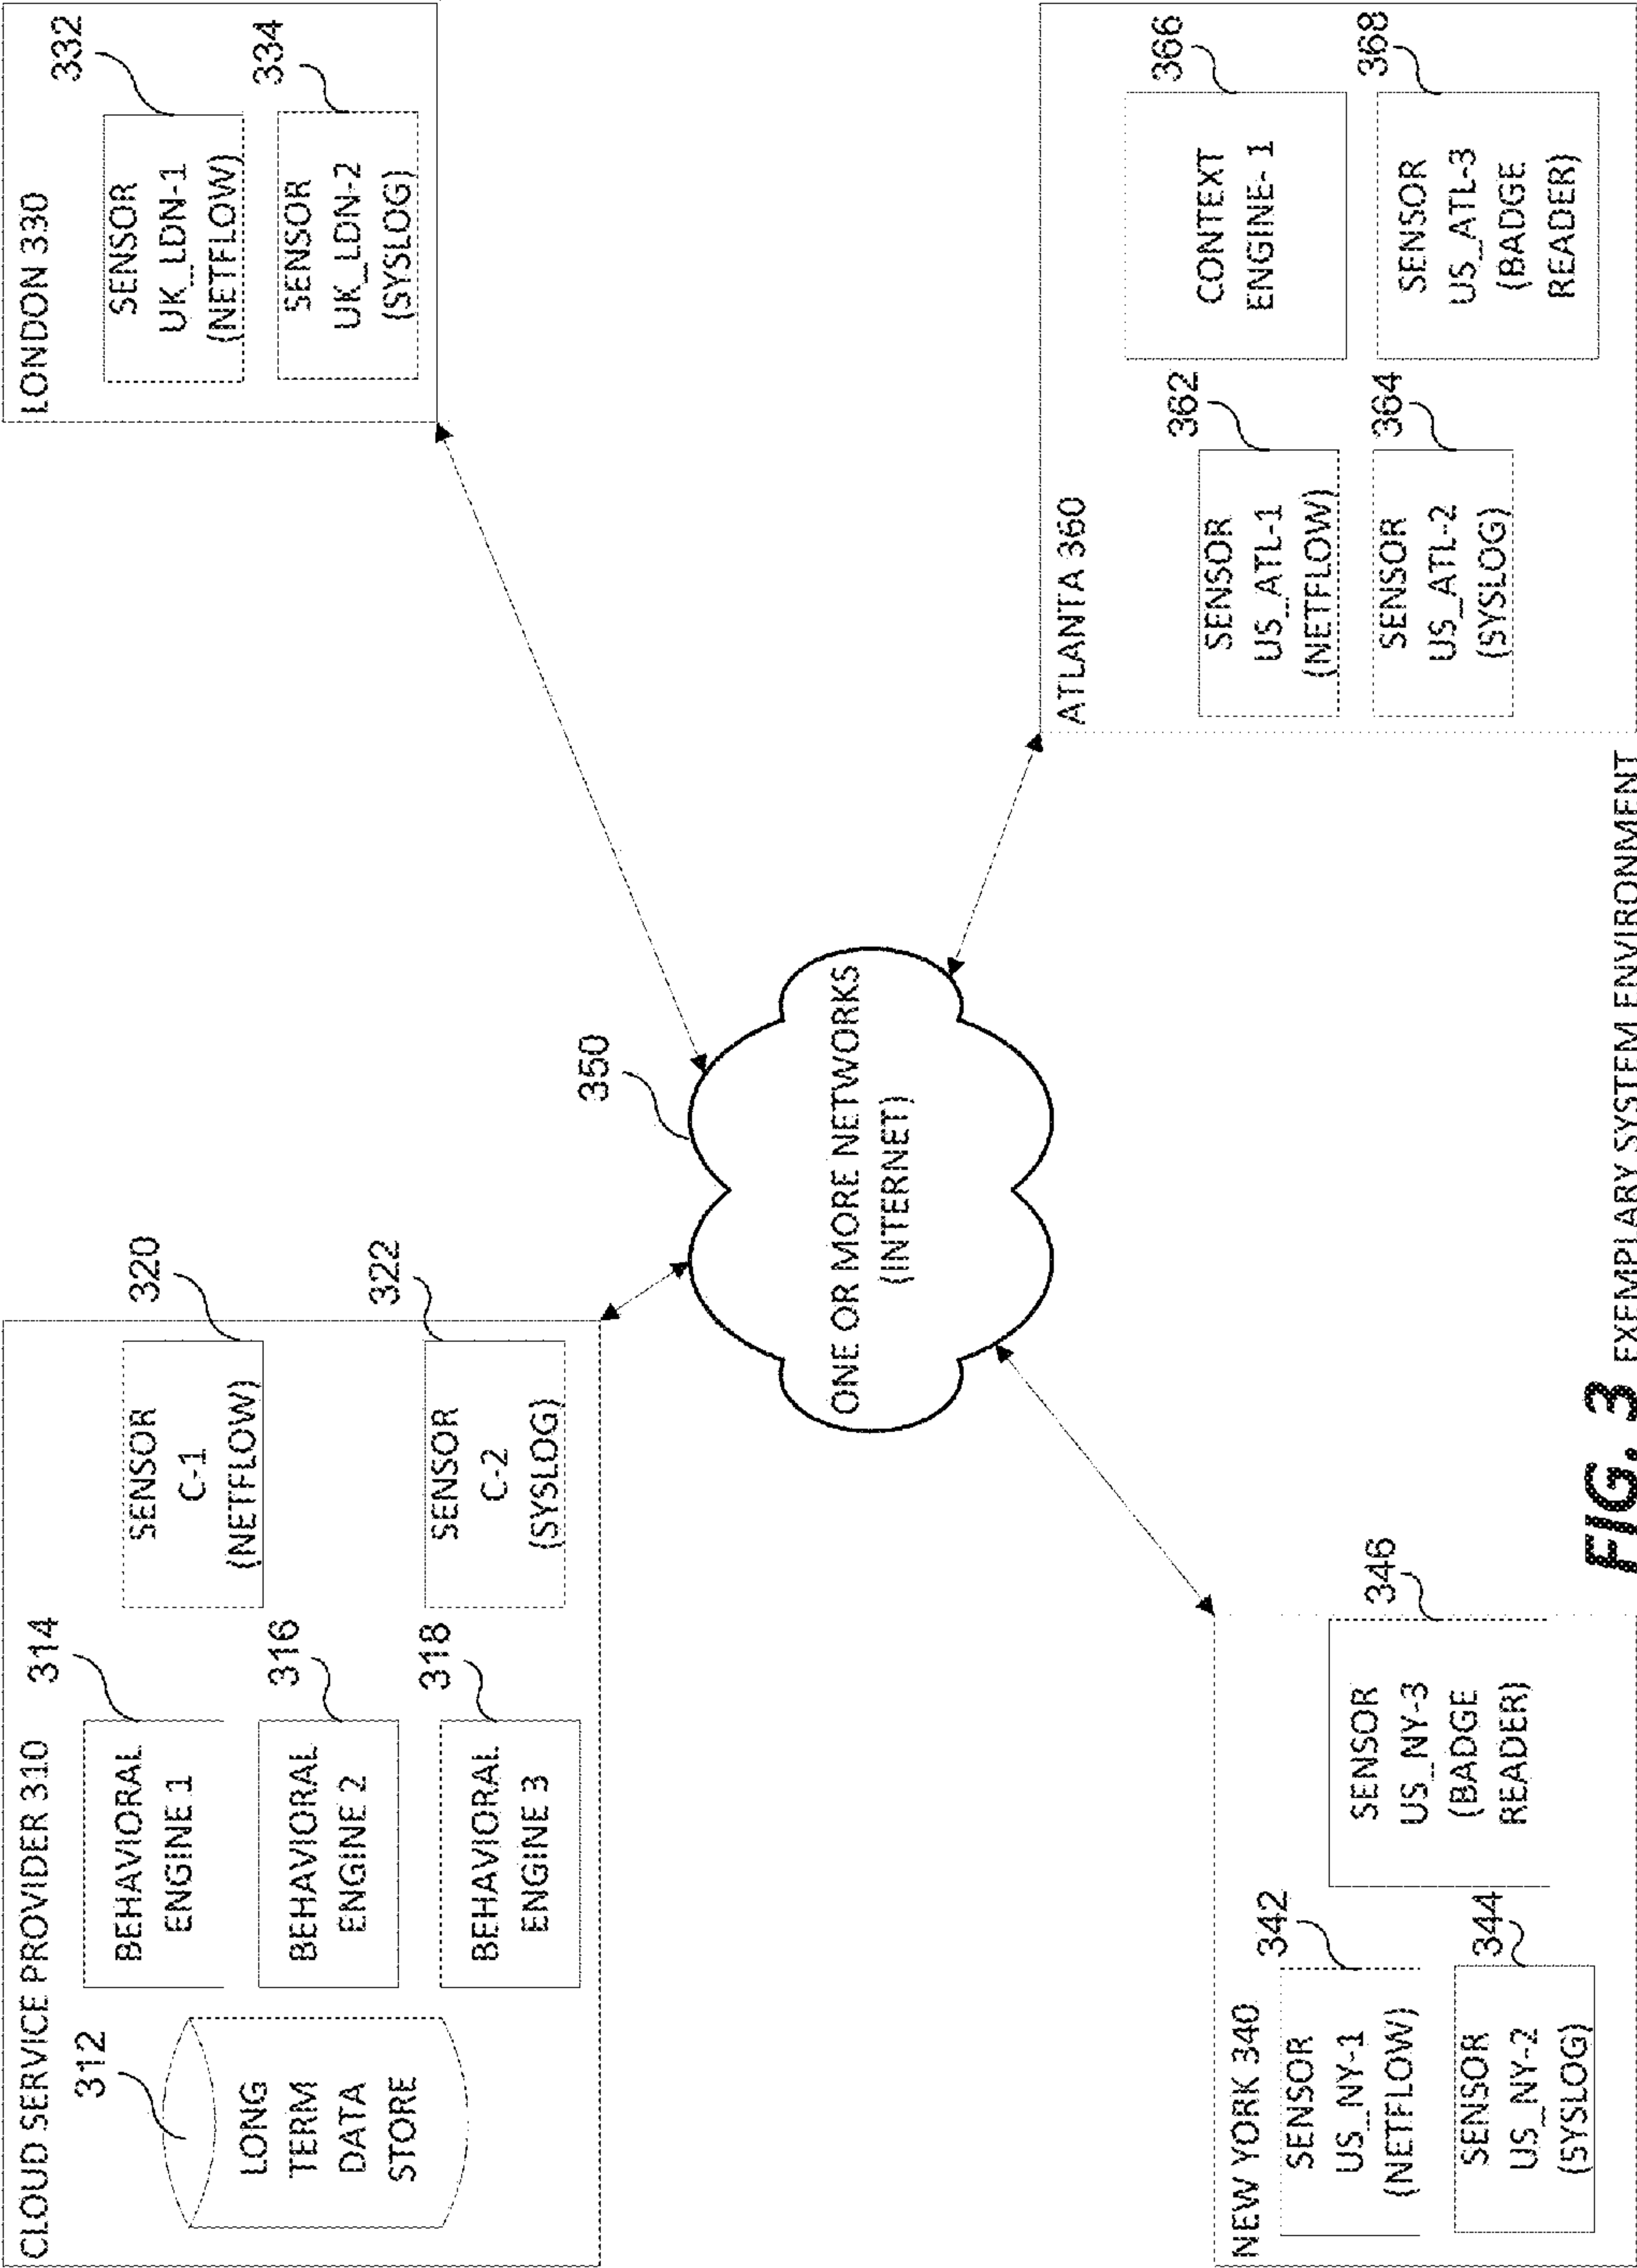 CLOUD SERVICE PROVIDER 310
312
LONG
TERM
DATA
STORE
314
BEHAVIORAL
ENGINE 1
316
BEHAVIORAL
ENGINE 2
318
BEHAVIORAL
ENGINE 3
320
SENSOR
C-1
(NETFLOW)
322
SENSOR
C-2
(SYSLOG)
LONDON 330
332
SENSOR
UK_LDN-1
(NETFLOW)
334
SENSOR
UK_LDN-2
(SYSLOG)
350
ONE OR MORE NETWORKS
(INTERNET)
NEW YORK 340
342
SENSOR
US_NY-1
(NETFLOW)
344
SENSOR
US_NY-2
(SYSLOG)
346
SENSOR
US_NY-3
(BADGE
READER)
ATLANTA 360
362
SENSOR
US_ATL-1
(NETFLOW)
364
SENSOR
US_ATL-2
(SYSLOG)
366
CONTEXT
ENGINE- 1
368
SENSOR
US_ATL-3
(BADGE
READER)
FIG. 3 EXEMPLARY SYSTEM ENVIRONMENT